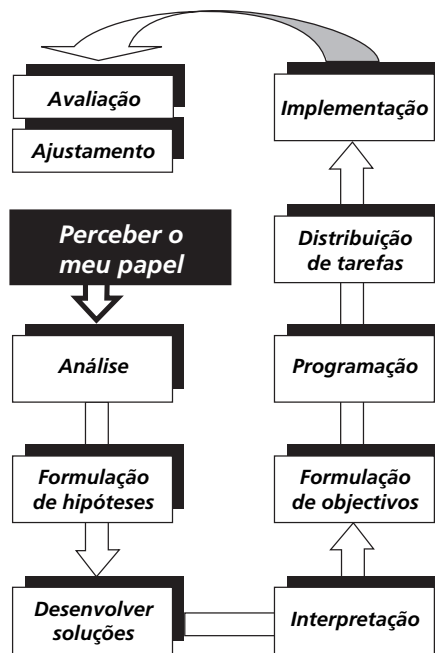 Avaliação
Ajustamento
Implementação
Perceber o
meu papel
Distribuição
de tarefas
Análise
Programação
Formulação
de hipóteses
Formulação
de objectivos
Desenvolver
soluções
Interpretação